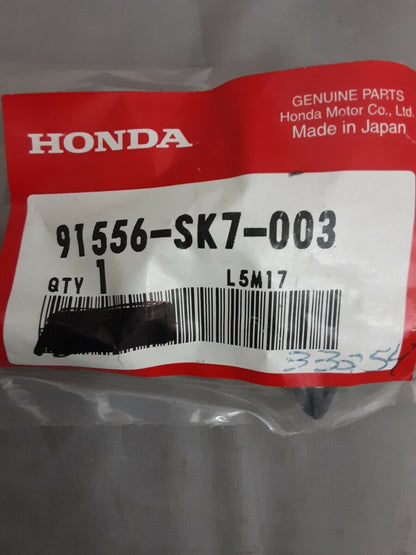 GENUINE PARTS
Honda Motor Co., Ltd.
Made in Japan
HONDA
91556-SK7-003
QTY 1 L5M17